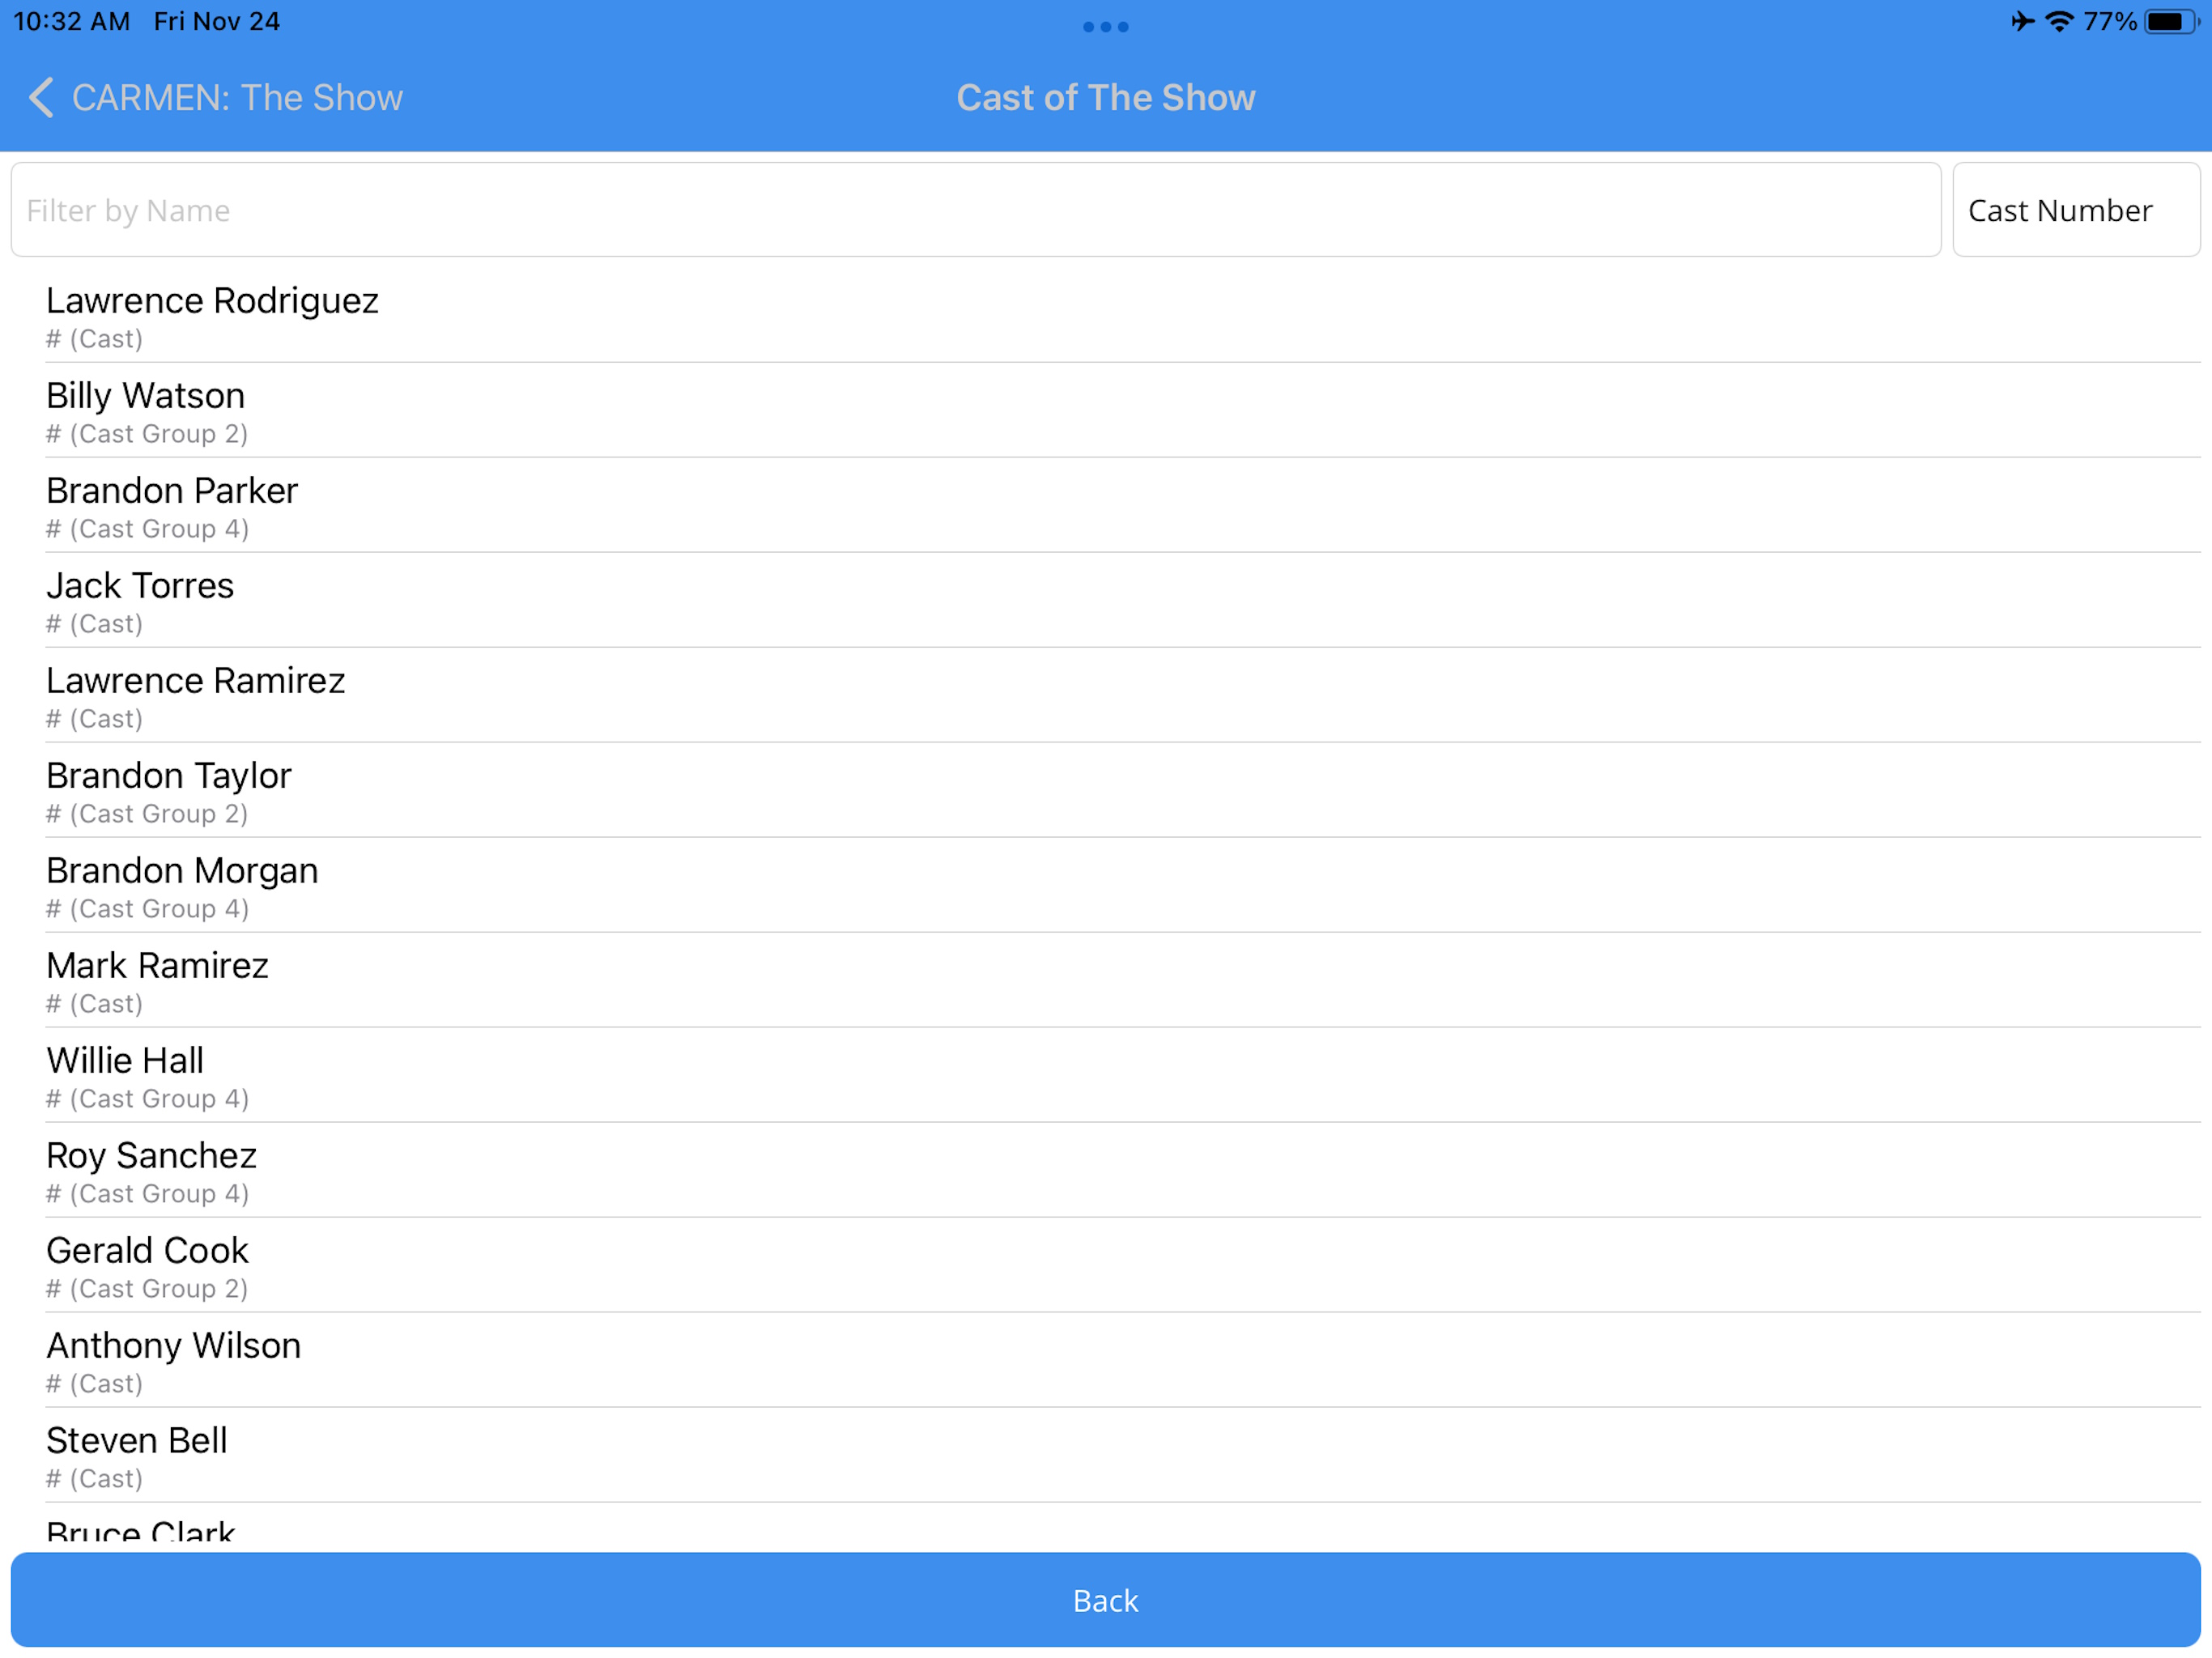 10:32 AM Fri Nov 24
77%
CARMEN: The Show
Cast of The Show
Filter by Name
Cast Number
Lawrence Rodriguez
# (Cast)
Billy Watson
# (Cast Group 2)
Brandon Parker
# (Cast Group 4)
Jack Torres
# (Cast)
Lawrence Ramirez
# (Cast)
Brandon Taylor
# (Cast Group 2)
Brandon Morgan
# (Cast Group 4)
Mark Ramirez
# (Cast)
Willie Hall
# (Cast Group 4)
Roy Sanchez
# (Cast Group 4)
Gerald Cook
# (Cast Group 2)
Anthony Wilson
# (Cast)
Steven Bell
# (Cast)
Bruce Clark
Back